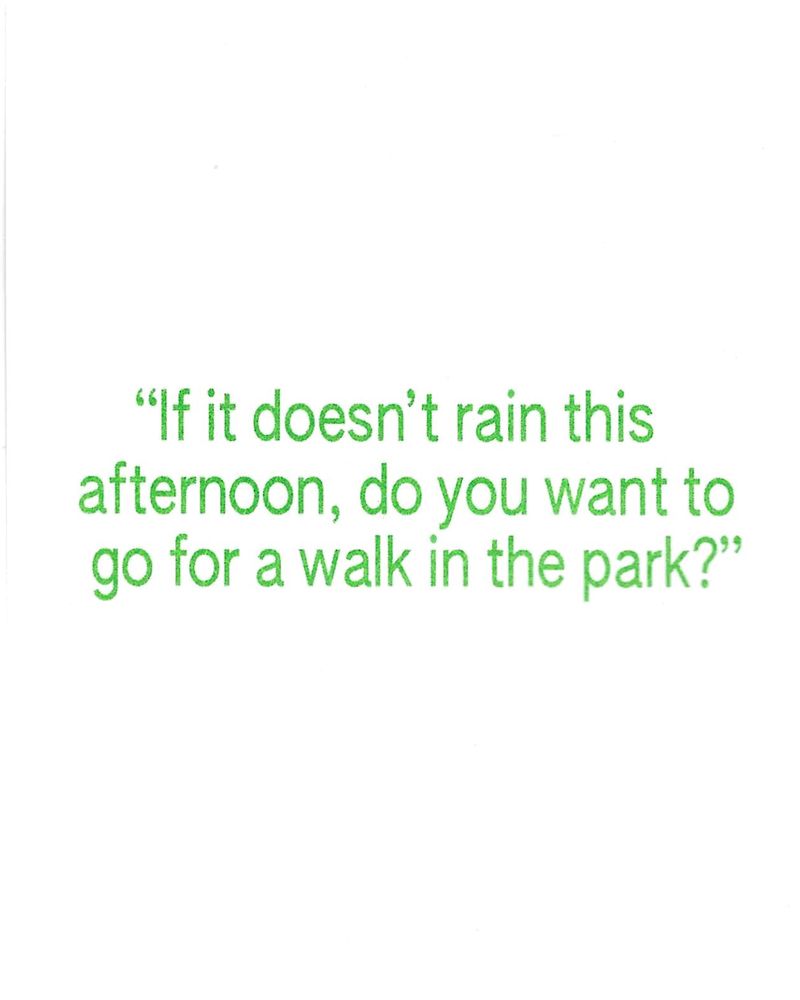 “If it doesn’t rain this
afternoon, do you want to
go for a walk in the park?”